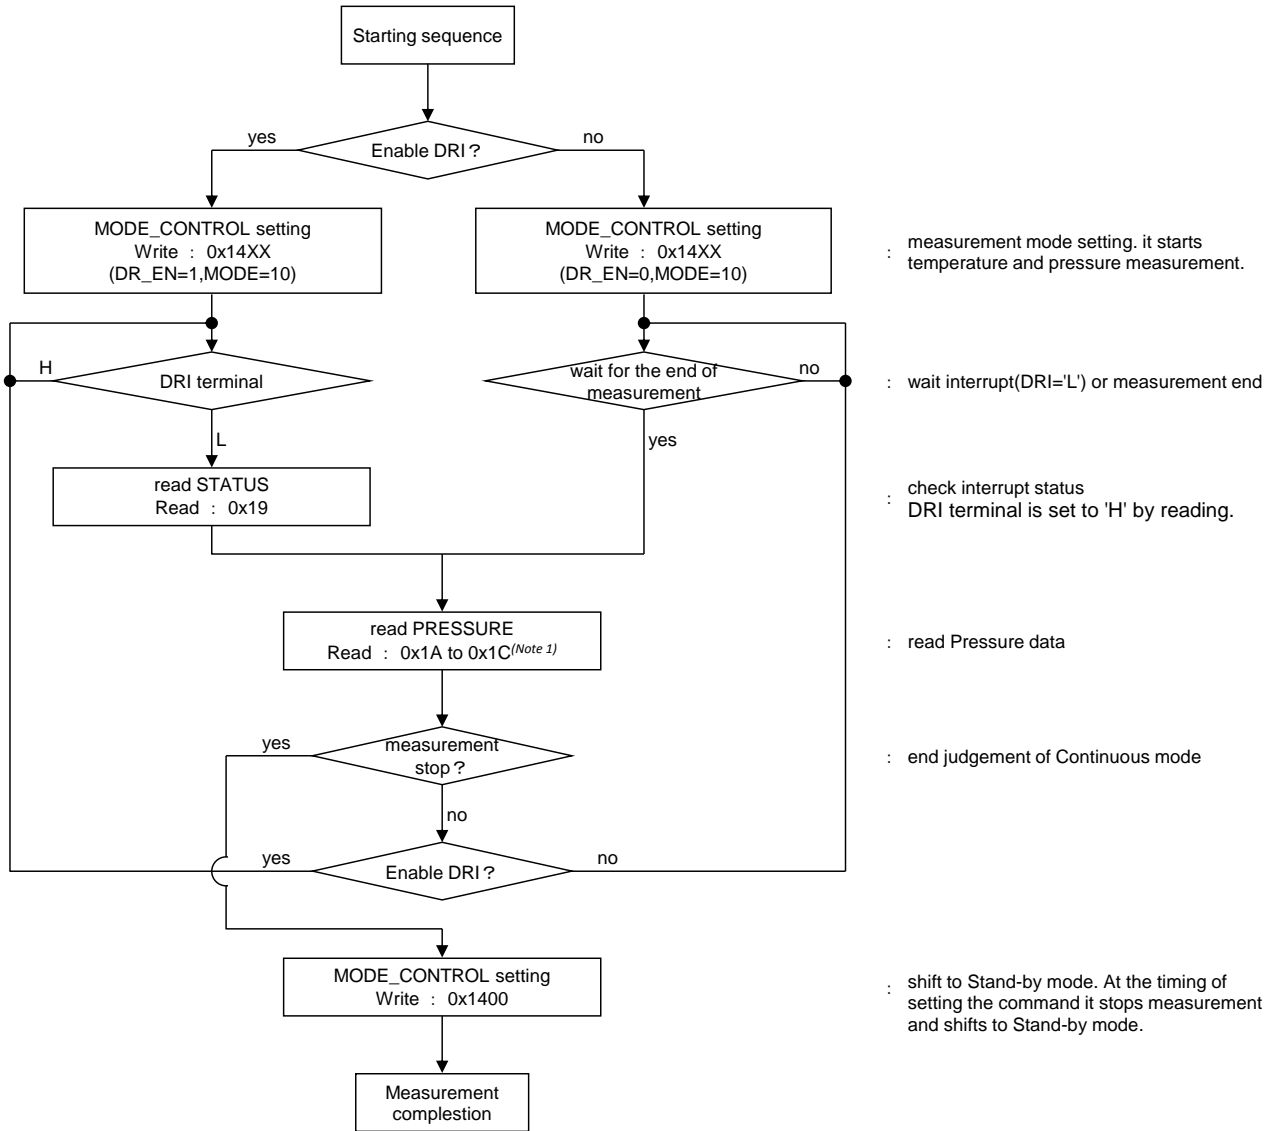 Starting sequence
yes
Enable DRI？
no
MODE_CONTROL setting
Write ： 0x14XX
(DR_EN=1,MODE=10)
MODE_CONTROL setting
Write ： 0x14XX
(DR_EN=0,MODE=10)
： measurement mode setting. it starts
temperature and pressure measurement.
H
DRI terminal
L
wait for the end of
measurement
no
yes
： wait interrupt(DRI='L') or measurement end
read STATUS
Read ： 0x19
： check interrupt status
DRI terminal is set to 'H' by reading.
read PRESSURE
Read ： 0x1A to 0x1C(Note 1)
： read Pressure data
yes
measurement
stop？
no
： end judgement of Continuous mode
yes
Enable DRI？
no
MODE_CONTROL setting
Write ： 0x1400
： shift to Stand-by mode. At the timing of
setting the command it stops measurement
and shifts to Stand-by mode.
Measurement
complestion